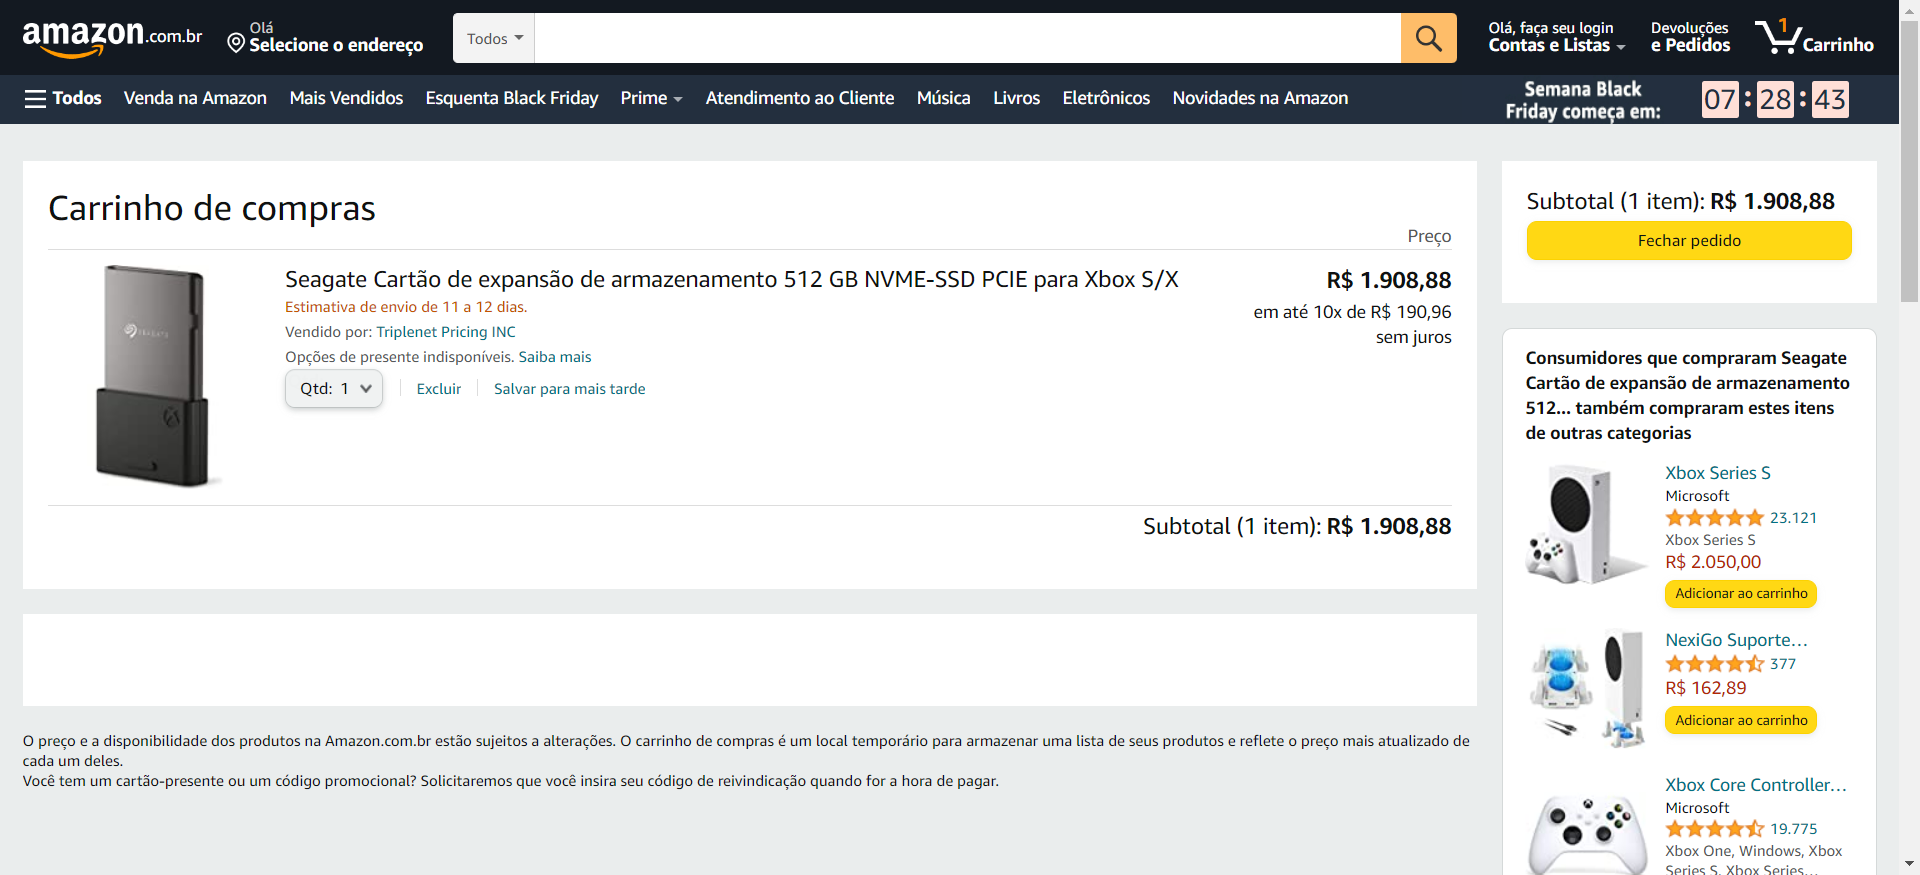 amazon.com.br
Olá
Selecione o endereço
Todos
Olá, faça seu login
Contas e Listas
Devoluções
e Pedidos
1
Carrinho
Todos
Venda na Amazon
Mais Vendidos
Esquenta Black Friday
Prime
Atendimento ao Cliente
Música
Livros
Eletrônicos
Novidades na Amazon
Semana Black
Friday começa em:
07 : 28 : 43
Carrinho de compras
Preço
Seagate Cartão de expansão de armazenamento 512 GB NVME-SSD PCIE para Xbox S/X
R$ 1.908,88
Estimativa de envio de 11 a 12 dias.
em até 10x de R$ 190,96
sem juros
Vendido por: Triplenet Pricing INC
Opções de presente indisponíveis. Saiba mais
Qtd: 1
Excluir
Salvar para mais tarde
SEAGATE
Subtotal (1 item): R$ 1.908,88
O preço e a disponibilidade dos produtos na Amazon.com.br estão sujeitos a alterações. O carrinho de compras é um local temporário para armazenar uma lista de seus produtos e reflete o preço mais atualizado de
cada um deles.
Você tem um cartão-presente ou um código promocional? Solicitaremos que você insira seu código de reivindicação quando for a hora de pagar.
Subtotal (1 item): R$ 1.908,88
Fechar pedido
Consumidores que compraram Seagate
Cartão de expansão de armazenamento
512... também compraram estes itens
de outras categorias
Xbox Series S
Microsoft
23.121
Xbox Series S
R$ 2.050,00
Adicionar ao carrinho
NexiGo Suporte...
377
R$ 162,89
Adicionar ao carrinho
Xbox Core Controller...
Microsoft
19.775
Xbox One, Windows, Xbox
Series S, Xbox Series...